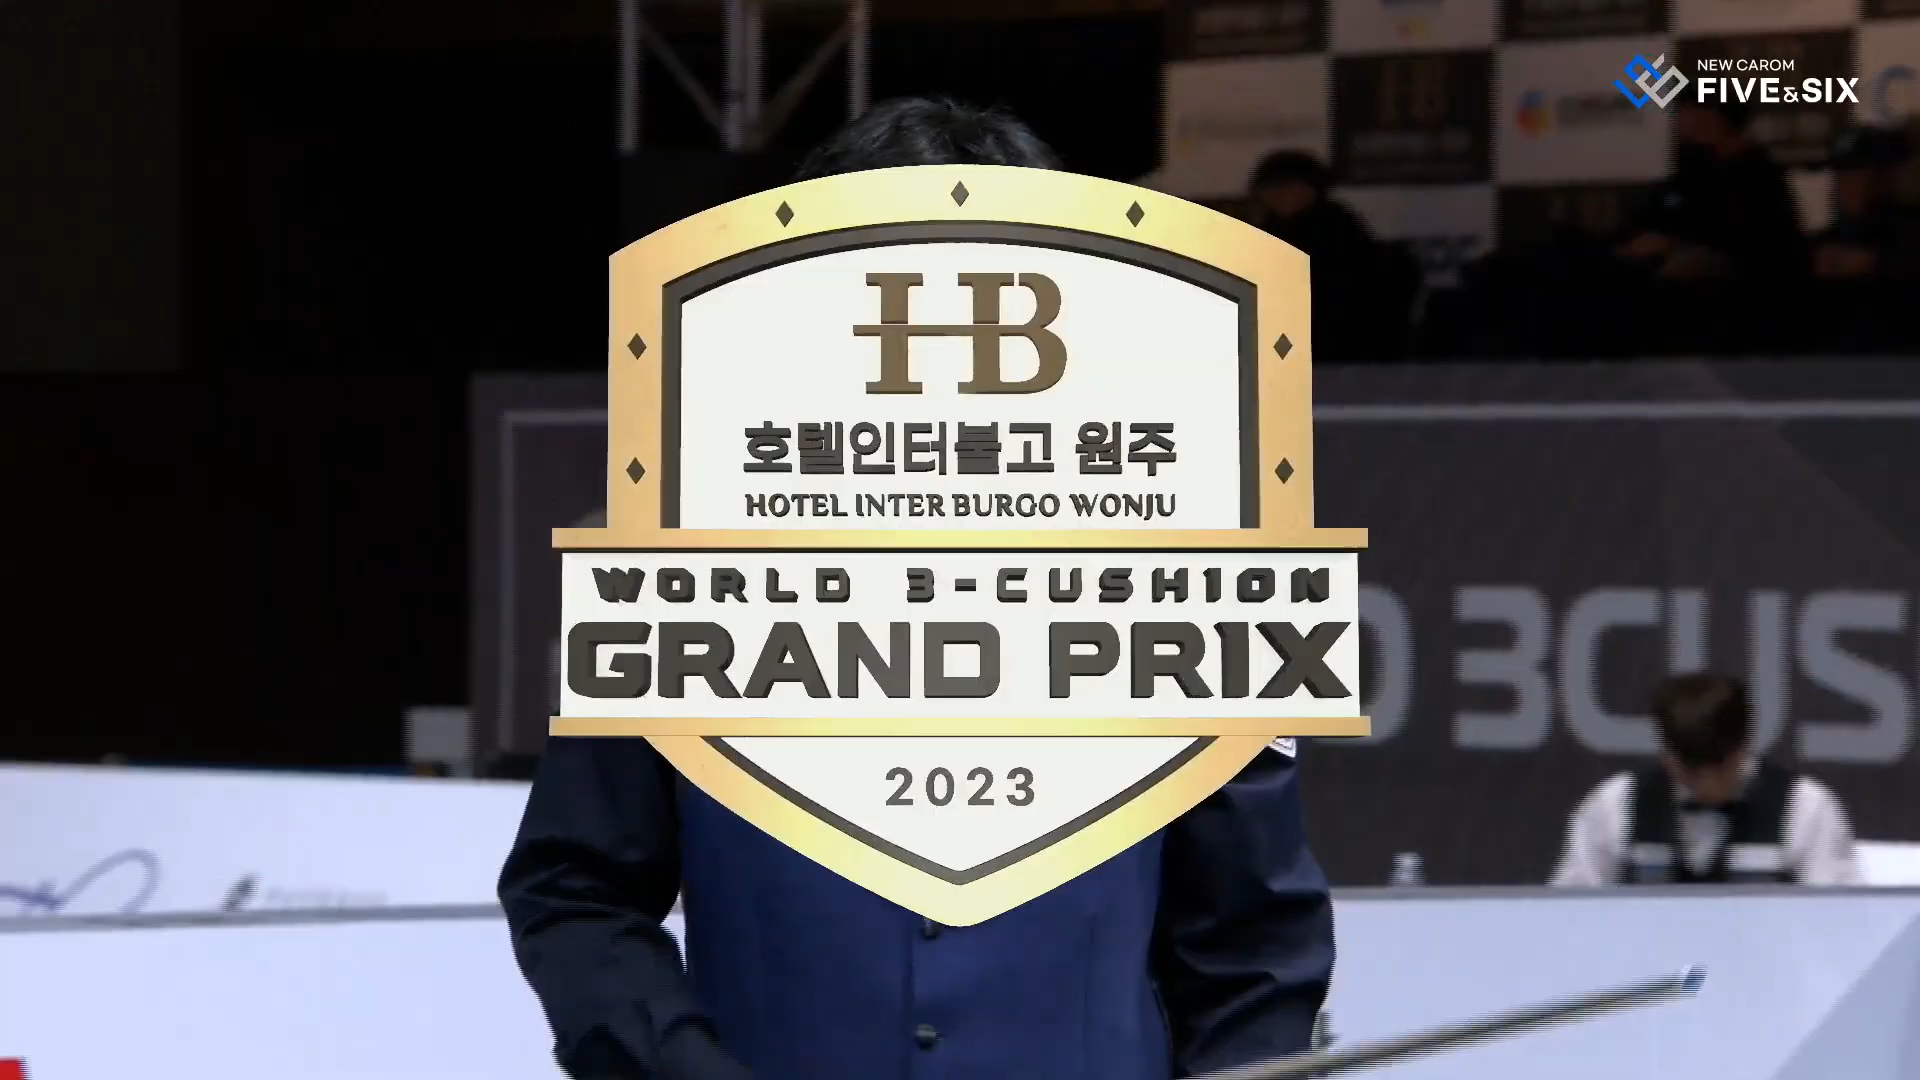 NEW CAROM
FIVE&SIX
HB
호텔인터불고 원주
HOTEL INTER BURGO WONJU
WORLD 3-CUSHION
GRAND PRIX
2023
3CUS